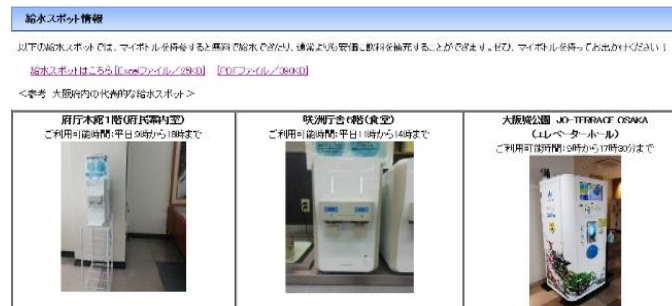 給水スポット情報
以下の給水スポットでは、マイボトルを持参すると無料で給水できたり、通常よりも安価に飲料を補充することができます。ぜひ、マイボトルを持ってお出かけください！
給水スポットはこちら[Excelファイル／25KB] [PDFファイル／390KB]
＜参考 大阪府内の代表的な給水スポット＞
府庁本館1階(府民案内室)
ご利用可能時間:平日9時から18時まで
咲洲庁舎6階(食堂)
ご利用可能時間:平日11時から14時まで
大阪城公園 JO-TERRACE OSAKA
(エレベーターホール)
ご利用可能時間:9時から17時30分まで